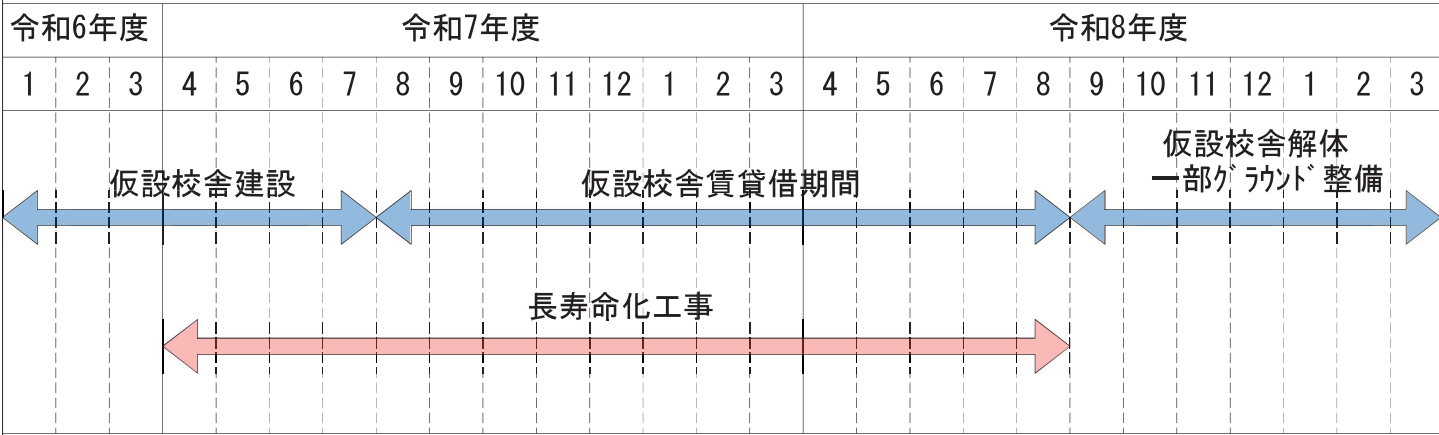 令和6年度 令和7年度 令和8年度
1 2 3 4 5 6 7 8 9 10 11 12 1 2 3 4 5 6 7 8 9 10 11 12 1 2 3
仮設校舎建設 仮設校舎賃貸借期間 仮設校舎解体
一部ｸﾞﾗｳﾝﾄﾞ整備
長寿命化工事